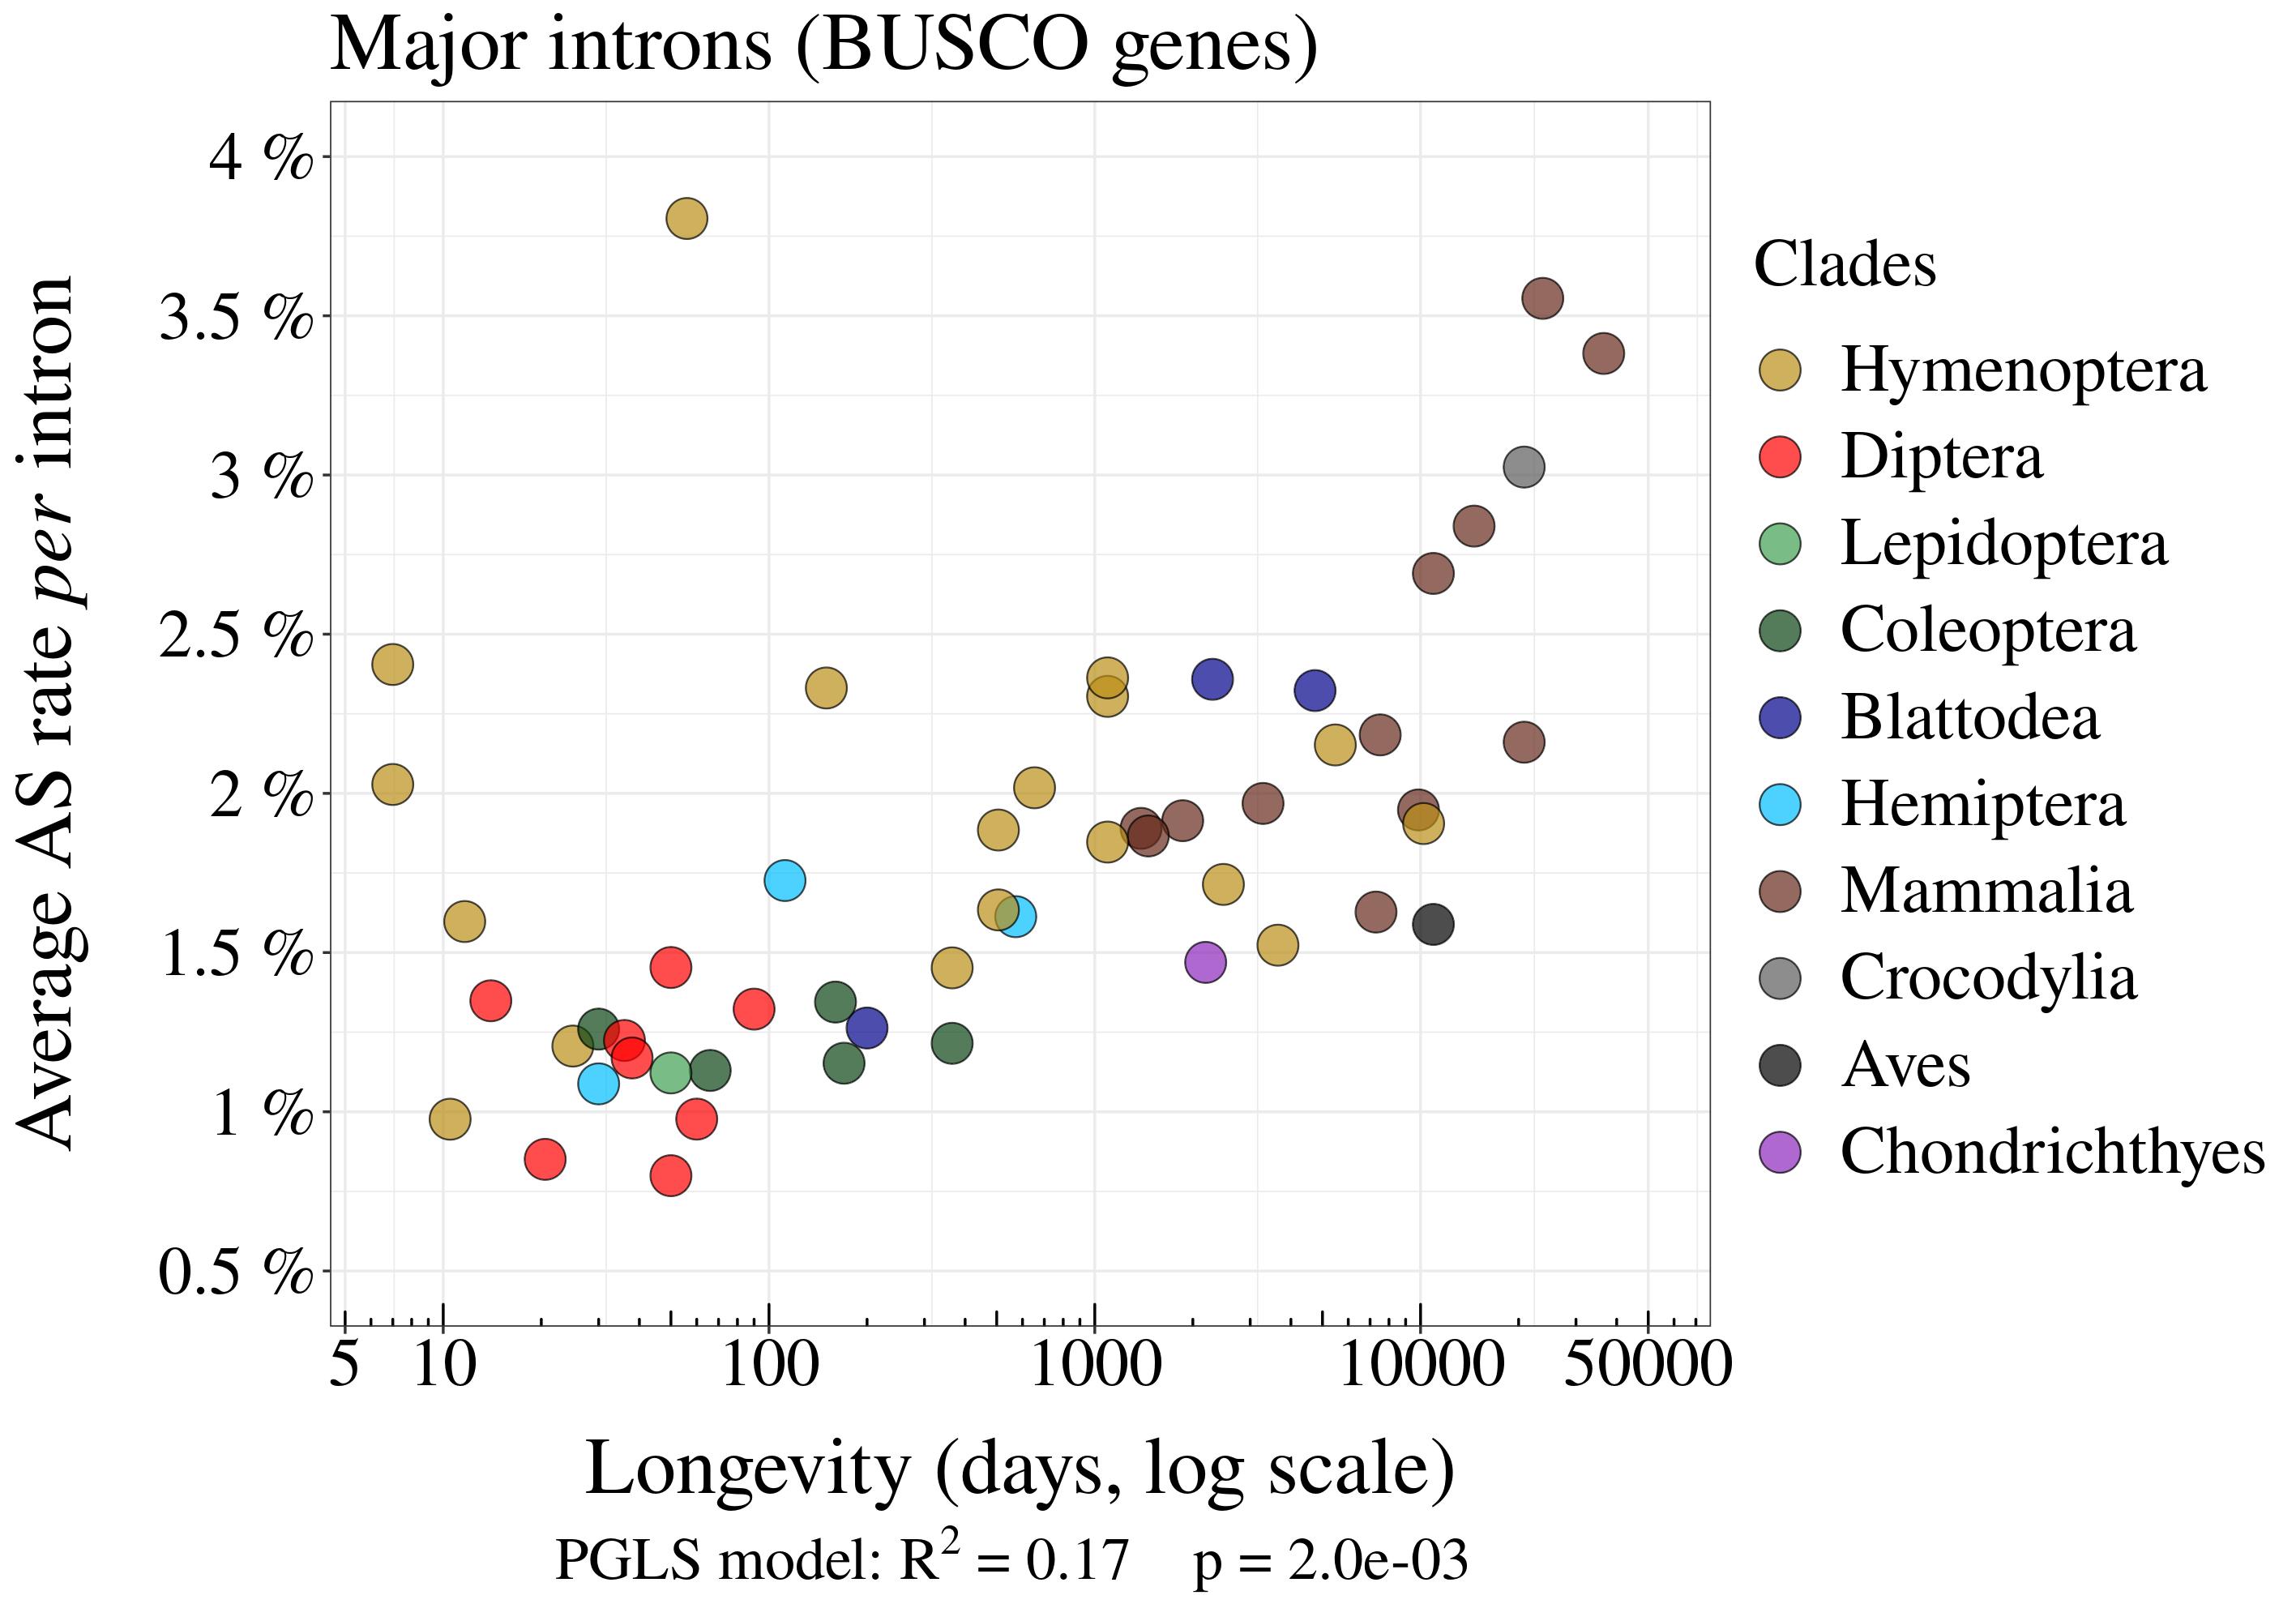 Major introns (BUSCO genes)
Average AS rate per intron
4 %
3.5 %
3 %
2.5 %
2 %
1.5 %
1 %
0.5 %
5 10 100 1000 10000 50000
Longevity (days, log scale)
PGLS model: R² = 0.17 p = 2.0e-03
Clades
Hymenoptera
Diptera
Lepidoptera
Coleoptera
Blattodea
Hemiptera
Mammalia
Crocodylia
Aves
Chondrichthyes